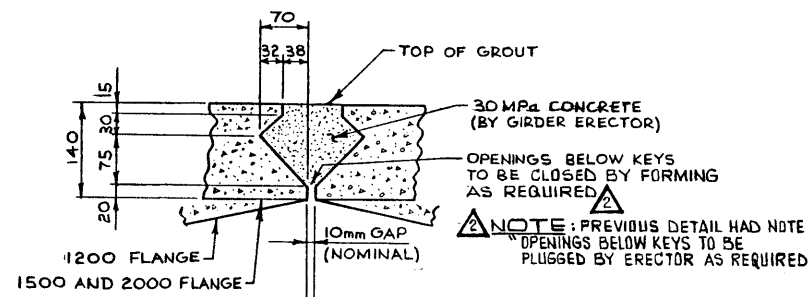 70
32 38
TOP OF GROUT
15
30
140
75
20
30 MPa CONCRETE
(BY GIRDER ERECTOR)
OPENINGS BELOW KEYS
TO BE CLOSED BY FORMING
AS REQUIRED 2
2 NOTE: PREVIOUS DETAIL HAD NOTE
"OPENINGS BELOW KEYS TO BE
PLUGGED BY ERECTOR AS REQUIRED
10mm GAP
(NOMINAL)
1200 FLANGE
1500 AND 2000 FLANGE